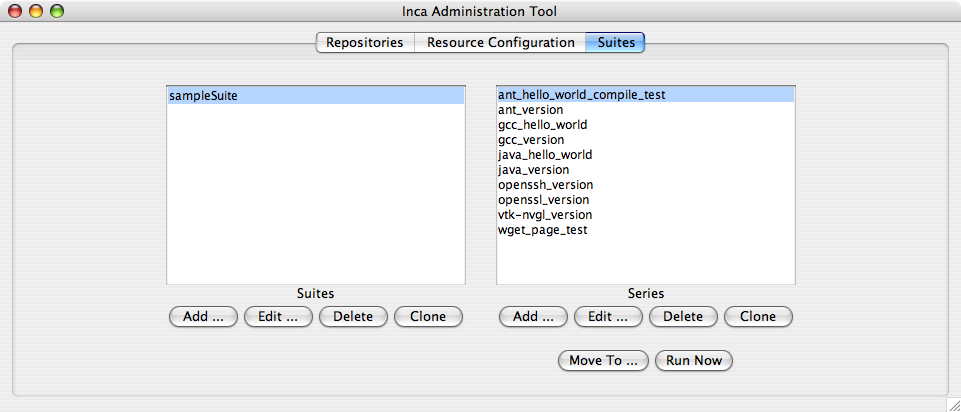 Inca Administration Tool
Repositories Resource Configuration Suites
sampleSuite
ant_hello_world_compile_test
ant_version
gcc_hello_world
gcc_version
java_hello_world
java_version
openssh_version
openssl_version
vtk-nvgl_version
wget_page_test
Suites Series
Add ... Edit ... Delete Clone Add ... Edit ... Delete Clone
Move To ... Run Now